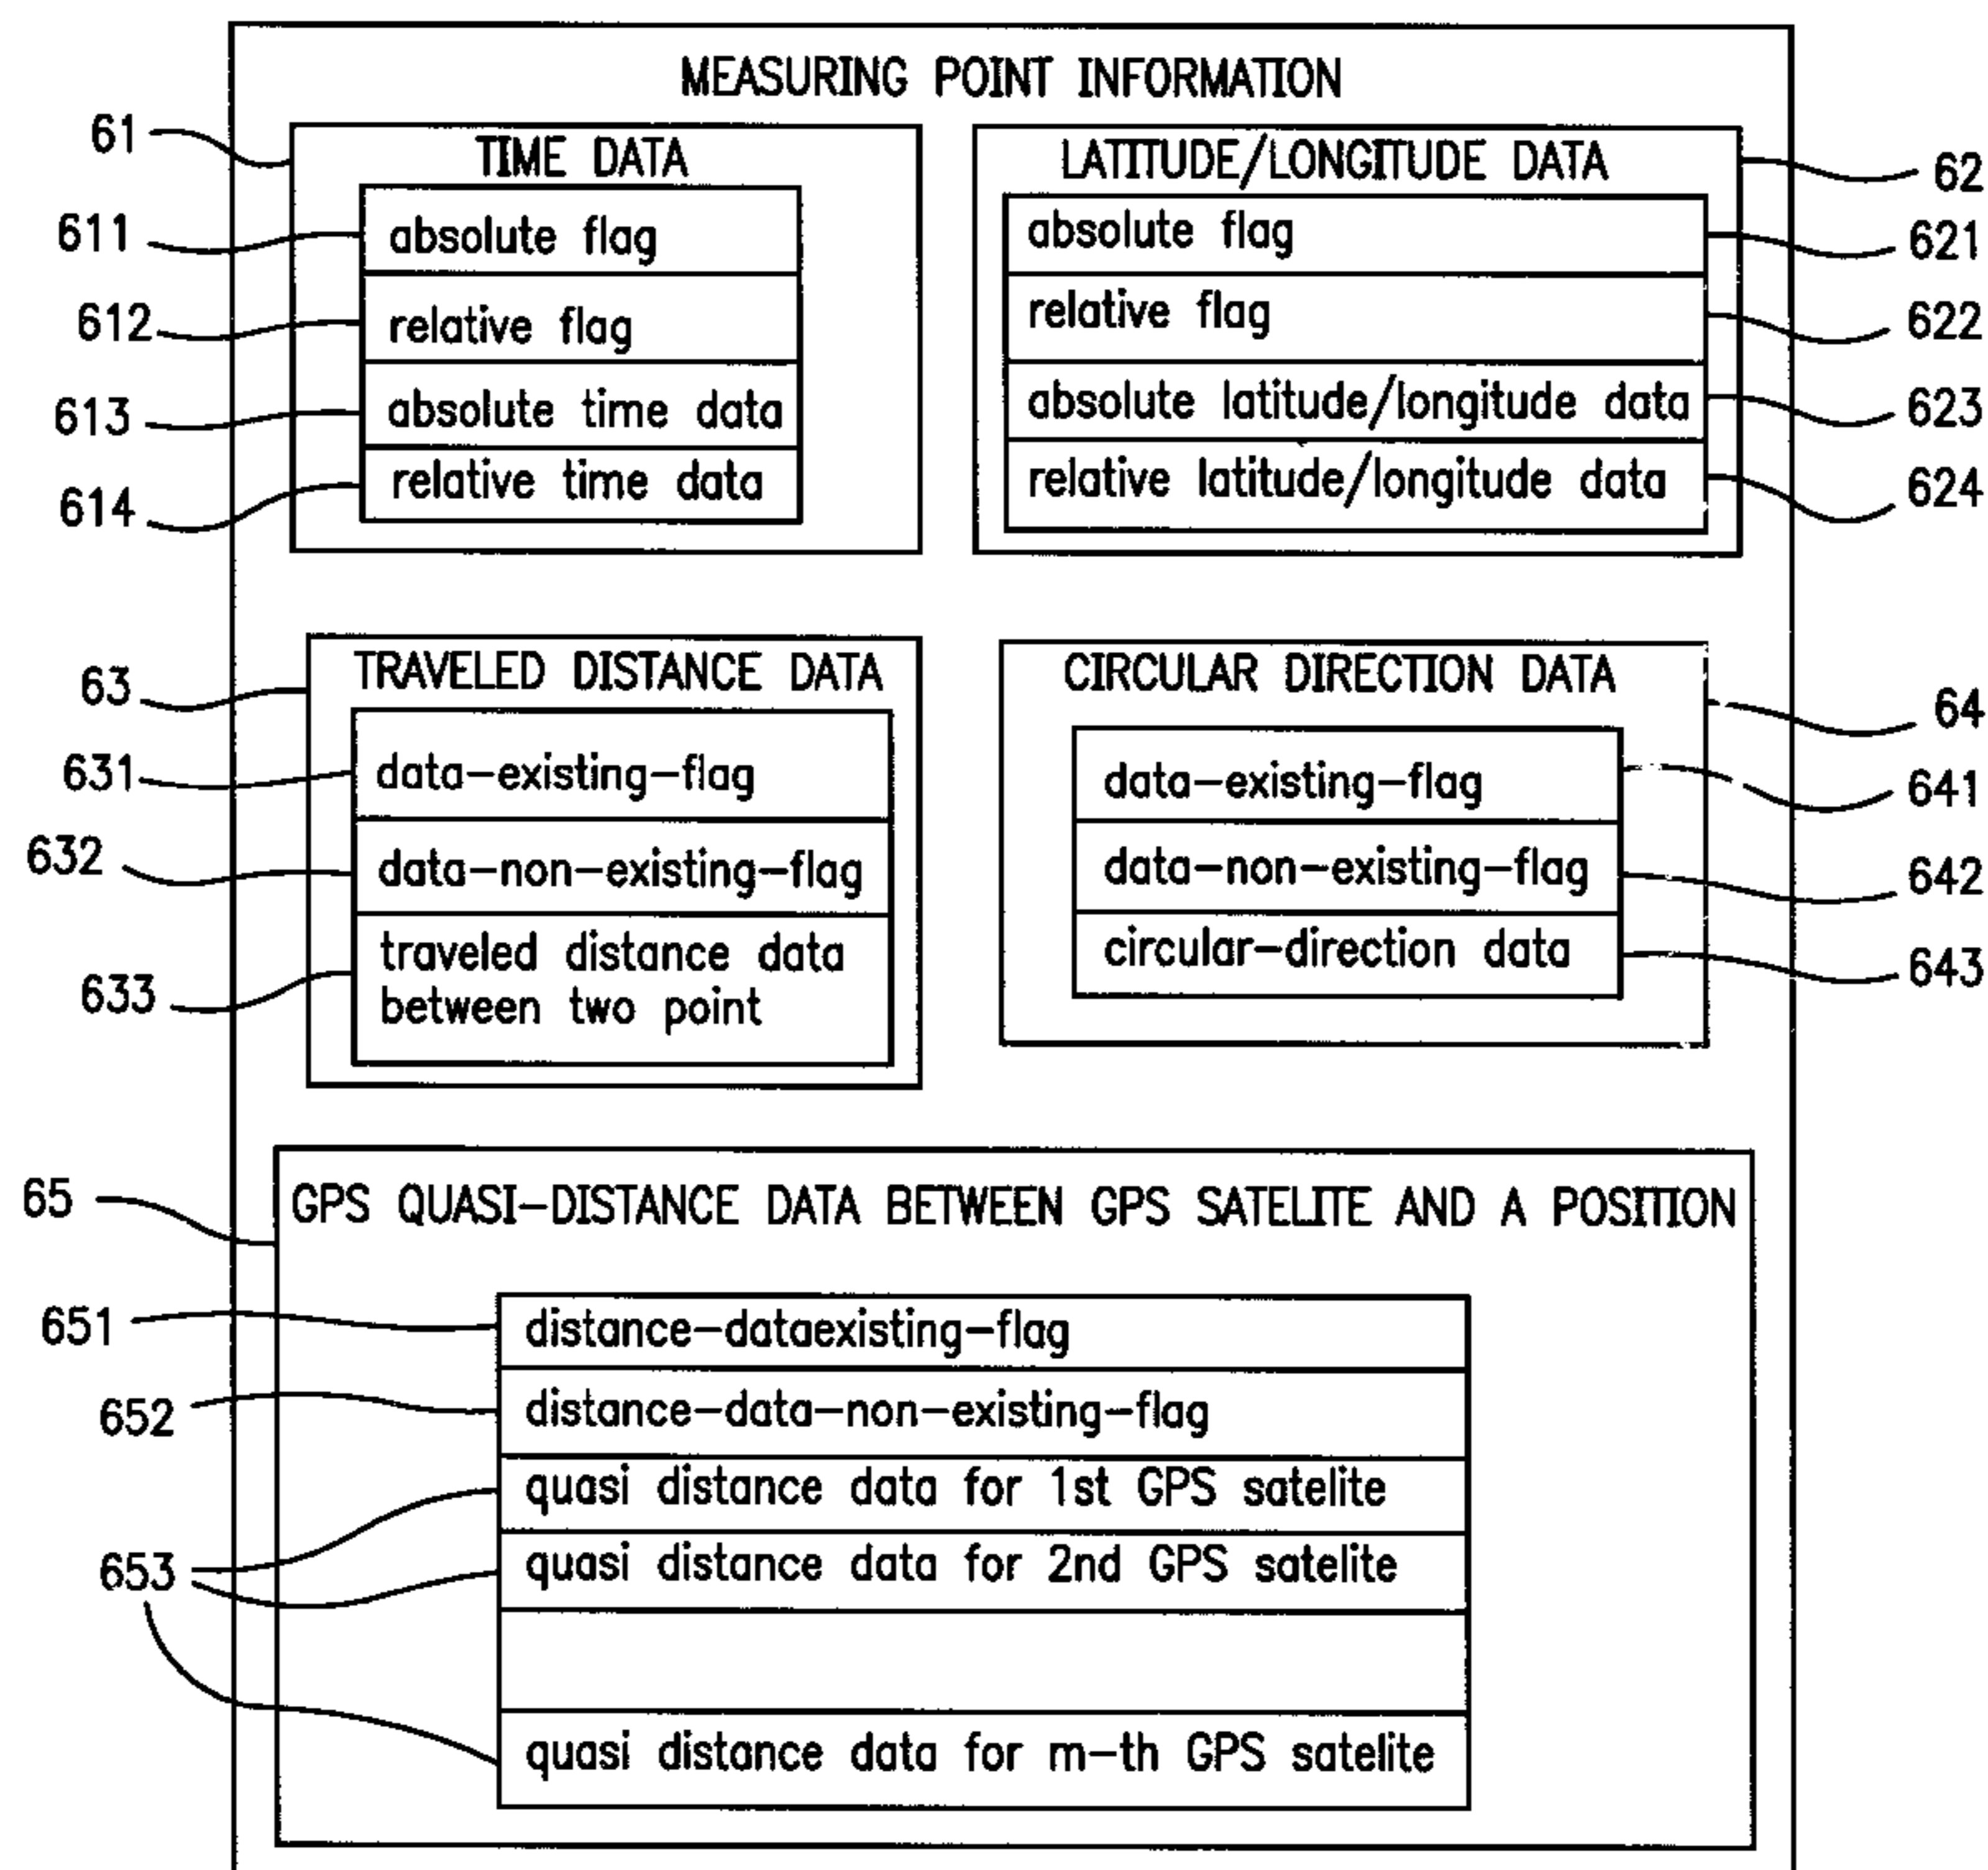 MEASURING POINT INFORMATION
61
TIME DATA
611
absolute flag
612
relative flag
613
absolute time data
614
relative time data
LATITUDE/LONGITUDE DATA
62
absolute flag
621
relative flag
622
absolute latitude/longitude data
623
relative latitude/longitude data
624
63
TRAVELED DISTANCE DATA
631
data-existing-flag
632
data-non-existing-flag
633
traveled distance data
between two point
CIRCULAR DIRECTION DATA
64
data-existing-flag
641
data-non-existing-flag
642
circular-direction data
643
65
GPS QUASI-DISTANCE DATA BETWEEN GPS SATELITE AND A POSITION
651
distance-dataexisting-flag
652
distance-data-non-existing-flag
quasi distance data for 1st GPS satelite
653
quasi distance data for 2nd GPS satelite
quasi distance data for m-th GPS satelite